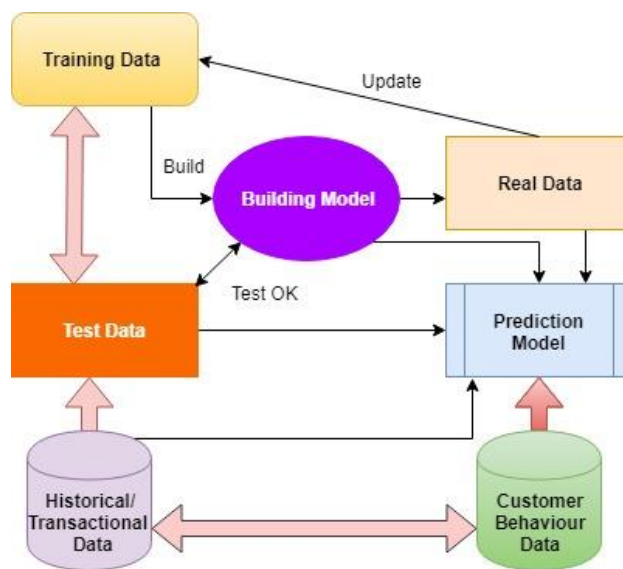 Training Data
Update
Build
Building Model
Real Data
Test OK
Test Data
Prediction
Model
Historical/
Transactional
Data
Customer
Behaviour
Data